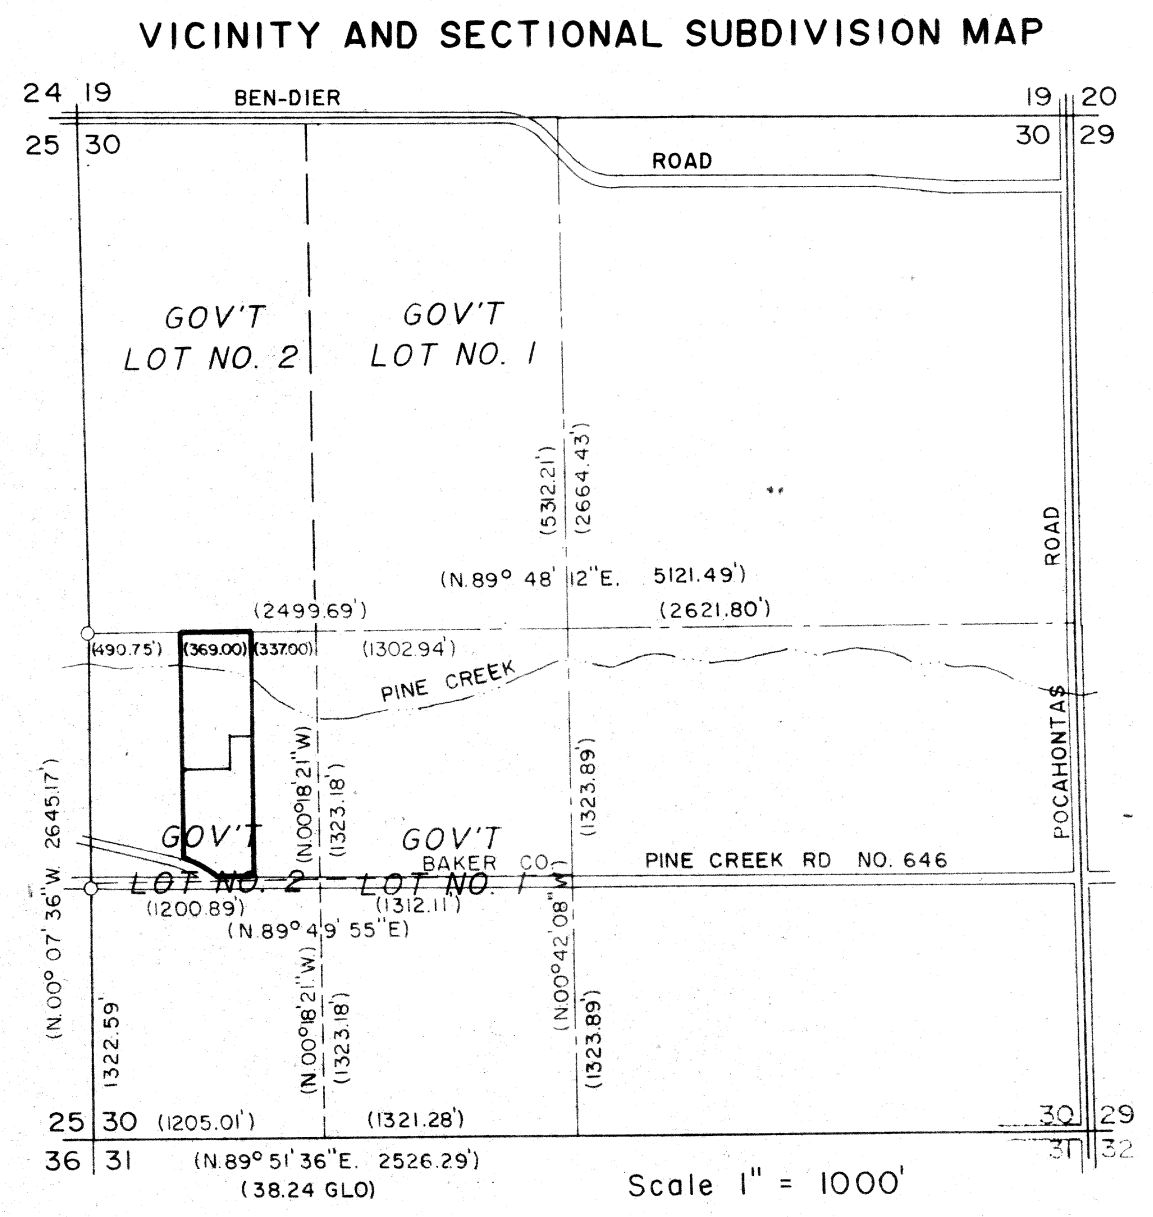 VICINITY AND SECTIONAL SUBDIVISION MAP
24 19
BEN-DIER
19 20
25 30
30 29
ROAD
GOV'T
LOT NO. 2
GOV'T
LOT NO. 1
(5312.21')
(2664.43')
ROAD
(N.89° 48' 12"E. 5121.49')
(2499.69')
(2621.80')
(490.75')
(369.00)
(337.00)
(1302.94')
PINE CREEK
POCAHONTAS
(N.00° 07' 36"W. 2645.17')
(N.00°18'21"W)
(1323.18')
(1323.89')
GOV'T
LOT NO. 2
GOV'T
BAKER CO.
LOT NO. 1
PINE CREEK RD NO. 646
(1200.89')
(1312.11')
(N.89° 49' 55"E)
(N.00°42'08"W)
1322.59'
(N.00°18'21"W)
(1323.18')
(1323.89')
25 30
(1205.01')
(1321.28')
30 29
36 31
31 32
(N.89° 51' 36"E. 2526.29')
(38.24 GLO)
Scale 1" = 1000'